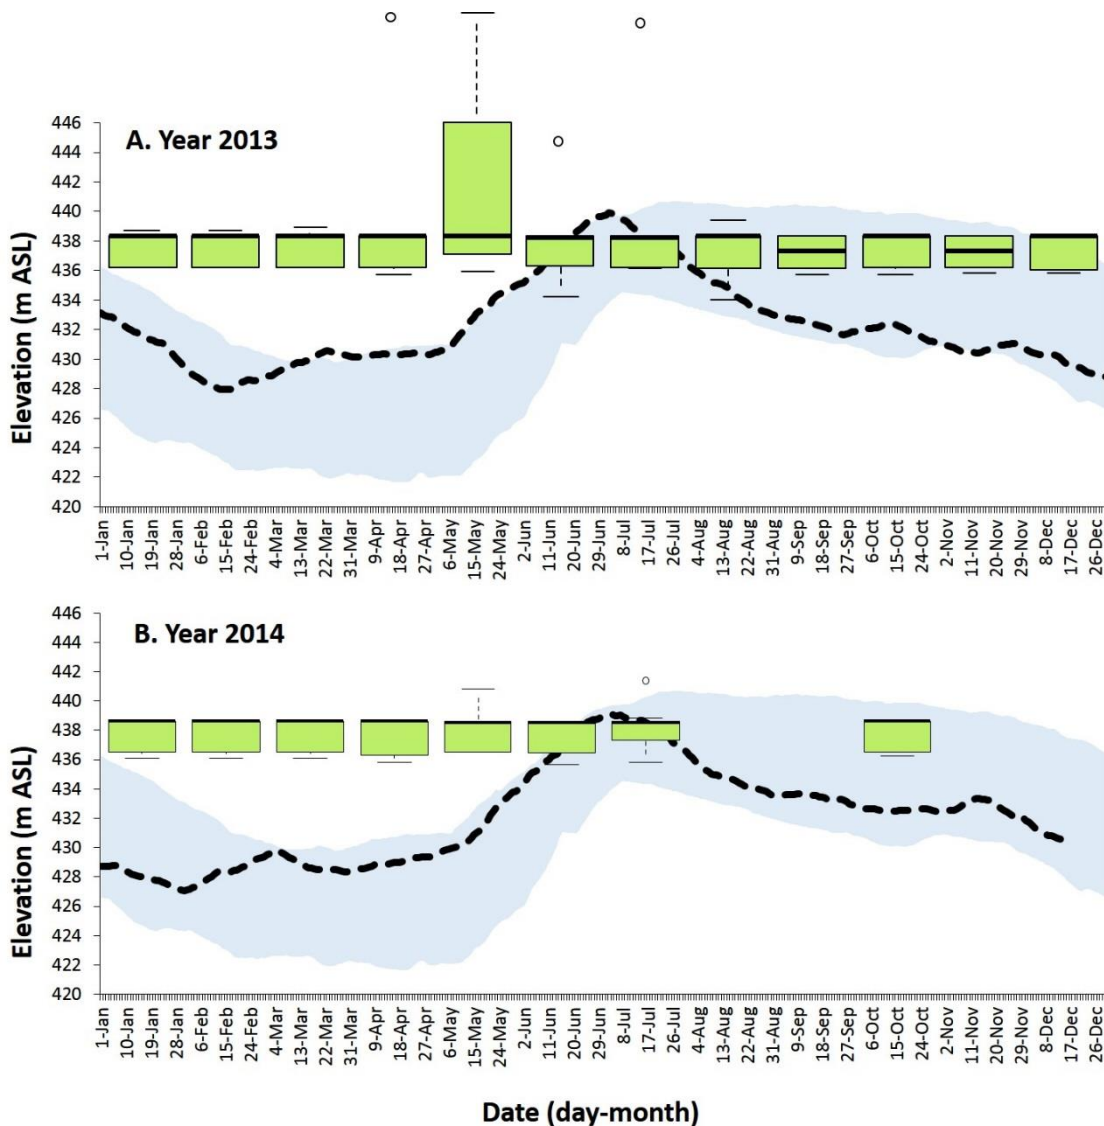 A. Year 2013
Elevation (m ASL)
446
444
442
440
438
436
434
432
430
428
426
424
422
420
1-Jan
10-Jan
19-Jan
28-Jan
6-Feb
15-Feb
24-Feb
4-Mar
13-Mar
22-Mar
31-Mar
9-Apr
18-Apr
27-Apr
6-May
15-May
24-May
2-Jun
11-Jun
20-Jun
29-Jun
8-Jul
17-Jul
26-Jul
4-Aug
13-Aug
22-Aug
31-Aug
9-Sep
18-Sep
27-Sep
6-Oct
15-Oct
24-Oct
2-Nov
11-Nov
20-Nov
29-Nov
8-Dec
17-Dec
26-Dec
B. Year 2014
Elevation (m ASL)
446
444
442
440
438
436
434
432
430
428
426
424
422
420
1-Jan
10-Jan
19-Jan
28-Jan
6-Feb
15-Feb
24-Feb
4-Mar
13-Mar
22-Mar
31-Mar
9-Apr
18-Apr
27-Apr
6-May
15-May
24-May
2-Jun
11-Jun
20-Jun
29-Jun
8-Jul
17-Jul
26-Jul
4-Aug
13-Aug
22-Aug
31-Aug
9-Sep
18-Sep
27-Sep
6-Oct
15-Oct
24-Oct
2-Nov
11-Nov
20-Nov
29-Nov
8-Dec
17-Dec
26-Dec
Date (day-month)